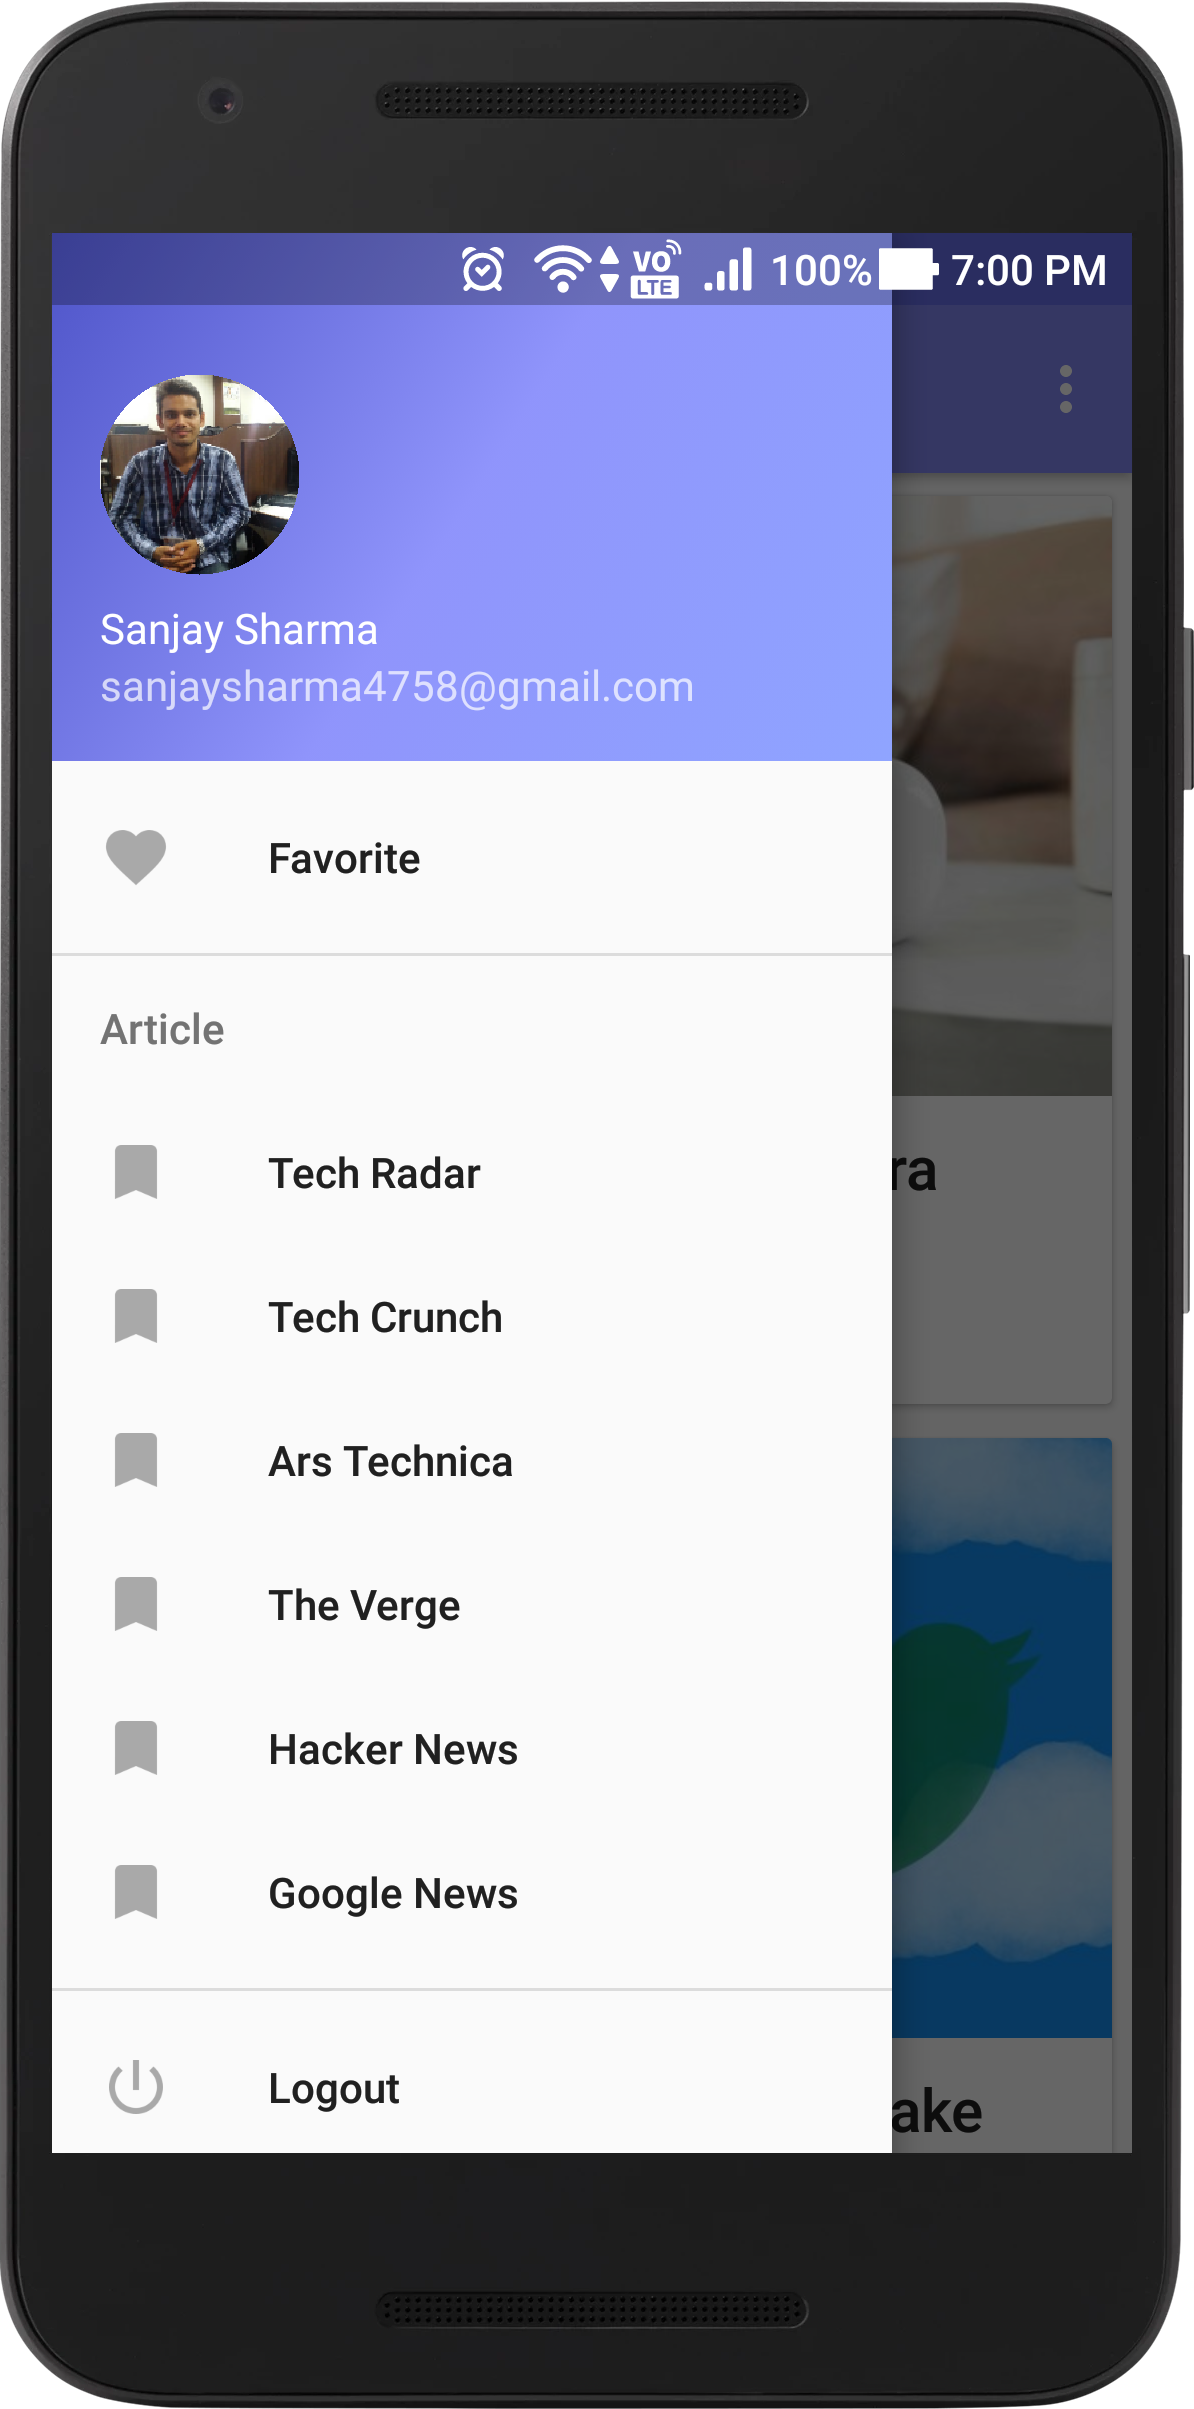 VO LTE 100% 7:00 PM
Sanjay Sharma
sanjaysharma4758@gmail.com
Favorite
Article
Tech Radar
ra
Tech Crunch
Ars Technica
The Verge
Hacker News
Google News
Logout
ake